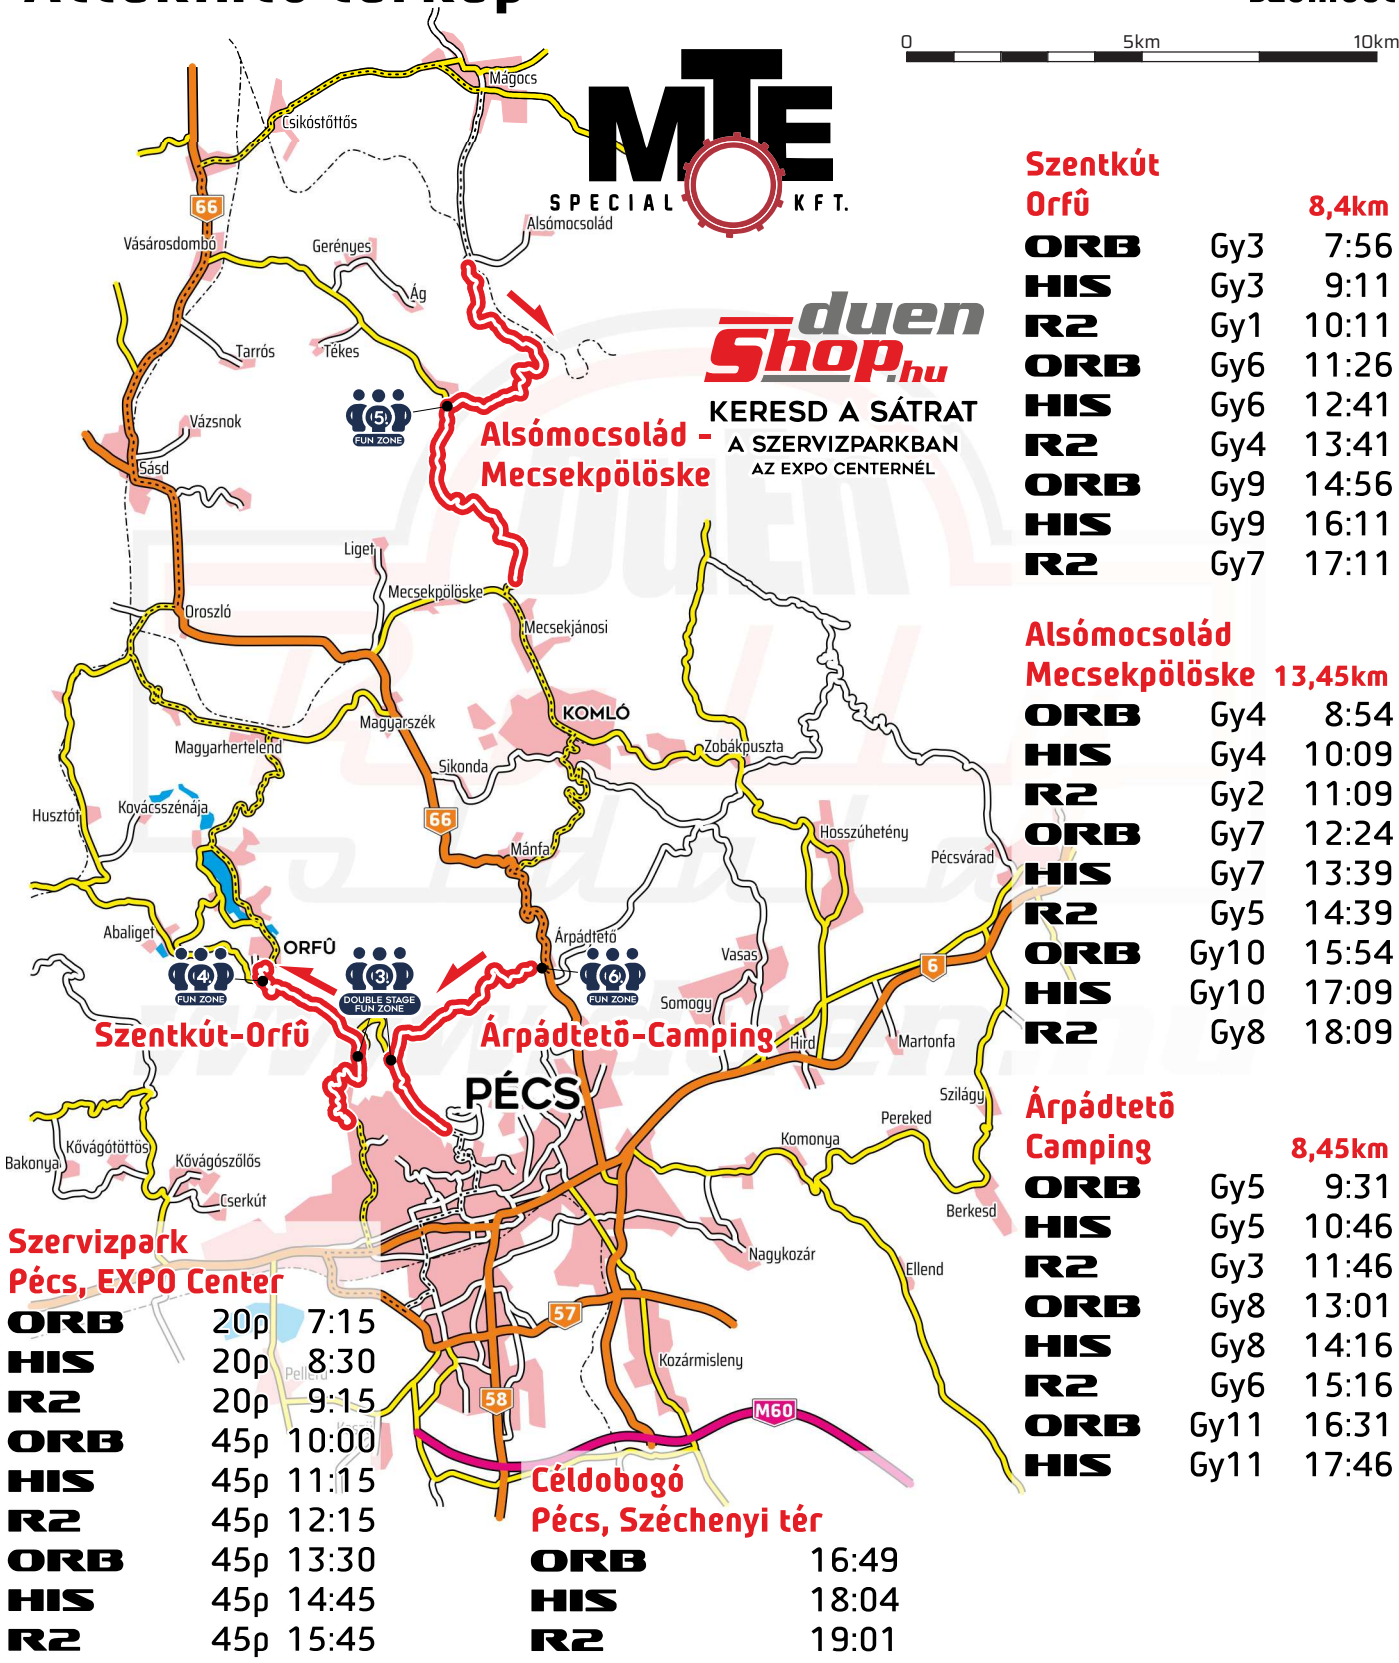 Áttekintő térkép
0 5km 10km
Mágocs
Csikóstőttős
MTE
SPECIAL KFT.
66
Alsómocsolád
Vásárosdombó
Gerényes
Ág
Tarrós
Tékes
5
FUN ZONE
Vázsnok
Sásd
Alsómocsolád -
Mecsekpölöske
duen
Shop.hu
KERESD A SÁTRAT
A SZERVIZPARKBAN
AZ EXPO CENTERNÉL
Liget
Mecsekpölöske
Oroszló
Mecsekjánosi
Magyarszék
KOMLÓ
Magyarhertelend
Sikonda
Zobákpuszta
Husztót
Kovácsszénája
66
Mánfa
Hosszúhetény
Pécsvárad
Abaliget
ORFŰ
Árpádtető
Vasas
6
4
FUN ZONE
3
DOUBLE STAGE
FUN ZONE
6
FUN ZONE
Somogy
Szentkút-Orfű
Árpádtető-Camping
Hird
Martonfa
PÉCS
Szilágy
Pereked
Komonya
Kővágótöttös
Bakonya
Kővágószőlős
Cserkút
Berkesd
Nagykozár
Ellend
57
Kozármisleny
Pellérd
58
M60
Szentkút
Orfű 8,4km
ORB Gy3 7:56
HIS Gy3 9:11
R2 Gy1 10:11
ORB Gy6 11:26
HIS Gy6 12:41
R2 Gy4 13:41
ORB Gy9 14:56
HIS Gy9 16:11
R2 Gy7 17:11
Alsómocsolád
Mecsekpölöske 13,45km
ORB Gy4 8:54
HIS Gy4 10:09
R2 Gy2 11:09
ORB Gy7 12:24
HIS Gy7 13:39
R2 Gy5 14:39
ORB Gy10 15:54
HIS Gy10 17:09
R2 Gy8 18:09
Árpádtető
Camping 8,45km
ORB Gy5 9:31
HIS Gy5 10:46
R2 Gy3 11:46
ORB Gy8 13:01
HIS Gy8 14:16
R2 Gy6 15:16
ORB Gy11 16:31
HIS Gy11 17:46
Szervizpark
Pécs, EXPO Center
ORB 20p 7:15
HIS 20p 8:30
R2 20p 9:15
ORB 45p 10:00
HIS 45p 11:15
R2 45p 12:15
ORB 45p 13:30
HIS 45p 14:45
R2 45p 15:45
Céldobogó
Pécs, Széchenyi tér
ORB 16:49
HIS 18:04
R2 19:01